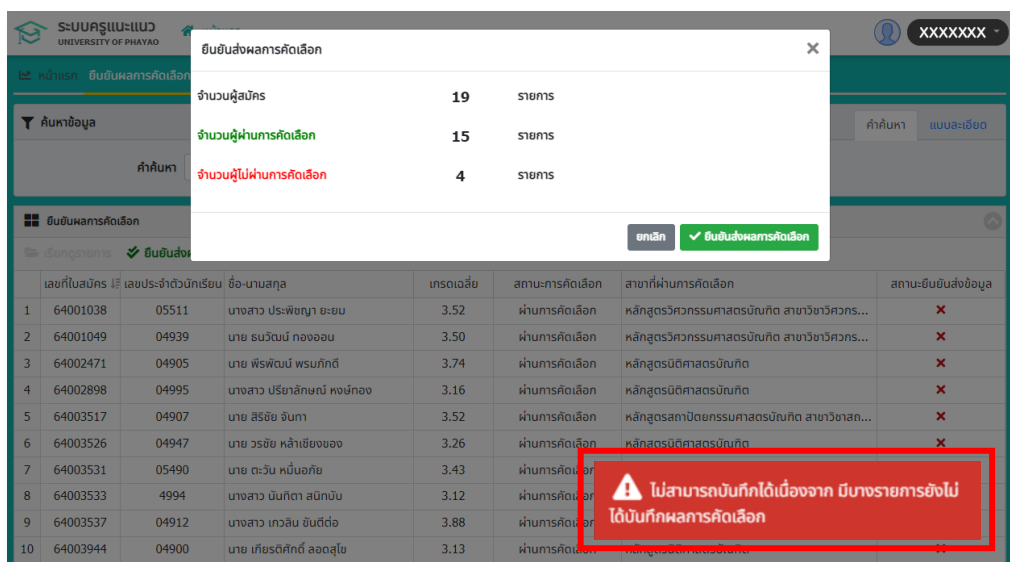 ระบบครูแนะแนว
UNIVERSITY OF PHAYAO
XXXXXXX
หน้าแรก ยืนยันผลการคัดเลือก
ยืนยันส่งผลการคัดเลือก ×
จำนวนผู้สมัคร 19 รายการ
จำนวนผู้ผ่านการคัดเลือก 15 รายการ
จำนวนผู้ไม่ผ่านการคัดเลือก 4 รายการ
ยกเลิก ยืนยันส่งผลการคัดเลือก
ค้นหาข้อมูล คำค้นหา แบบละเอียด
คำค้นหา
ยืนยันผลการคัดเลือก
เรียกดูรายการ ยืนยันส่งผ
เลขที่ใบสมัคร เลขประจำตัวนักเรียน ชื่อ-นามสกุล เกรดเฉลี่ย สถานะการคัดเลือก สาขาที่ผ่านการคัดเลือก สถานะยืนยันส่งข้อมูล
1 64001038 05511 นางสาว ประพิชญา ยะยม 3.52 ผ่านการคัดเลือก หลักสูตรวิศวกรรมศาสตรบัณฑิต สาขาวิชาวิศวกร...
2 64001049 04939 นาย ธนวัฒน์ กองออน 3.50 ผ่านการคัดเลือก หลักสูตรวิศวกรรมศาสตรบัณฑิต สาขาวิชาวิศวกร...
3 64002471 04905 นาย พีรพัฒน์ พรมภักดี 3.74 ผ่านการคัดเลือก หลักสูตรนิติศาสตรบัณฑิต
4 64002898 04995 นางสาว ปรียาลักษณ์ หงษ์ทอง 3.16 ผ่านการคัดเลือก หลักสูตรนิติศาสตรบัณฑิต
5 64003517 04907 นาย สิริชัย จันทา 3.52 ผ่านการคัดเลือก หลักสูตรสถาปัตยกรรมศาสตรบัณฑิต สาขาวิชาสถ...
6 64003526 04947 นาย วรชัย หล้าเชียงของ 3.26 ผ่านการคัดเลือก หลักสูตรนิติศาสตรบัณฑิต
7 64003531 05490 นาย ตะวัน หมื่นอภัย 3.43 ผ่านการคัดเลือก
8 64003533 4994 นางสาว นันทิตา สนิทนับ 3.12 ผ่านการคัดเลือก
9 64003537 04912 นางสาว เกวลิน ขันตีต่อ 3.88 ผ่านการคัดเลือก
10 64003944 04900 นาย เกียรติศักดิ์ ลอดสุโข 3.13 ผ่านการคัดเลือก
ไม่สามารถบันทึกได้เนื่องจาก มีบางรายการยังไม่
ได้บันทึกผลการคัดเลือก